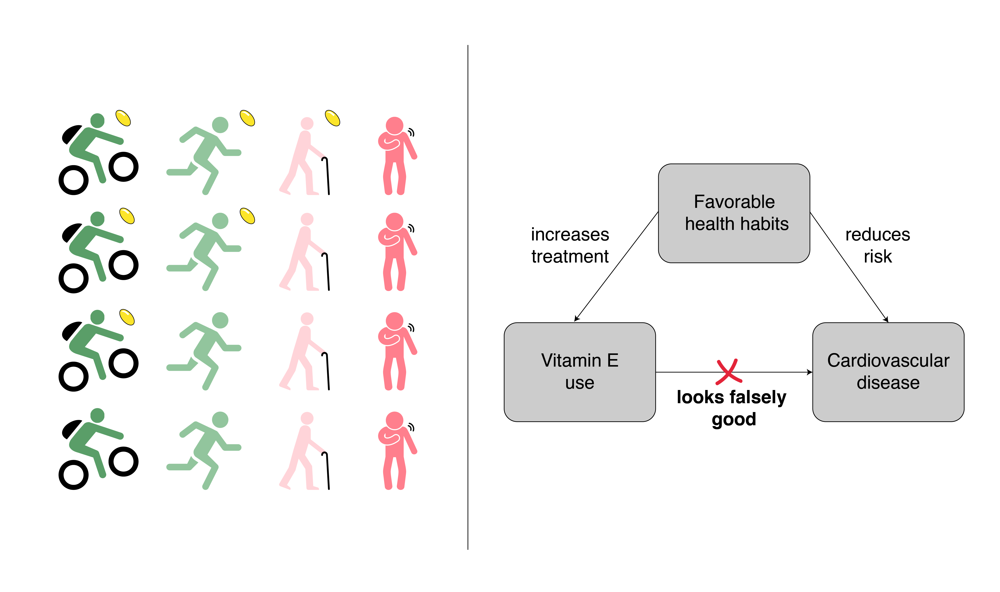 Favorable
health habits
increases
treatment
reduces
risk
Vitamin E
use
looks falsely
good
Cardiovascular
disease